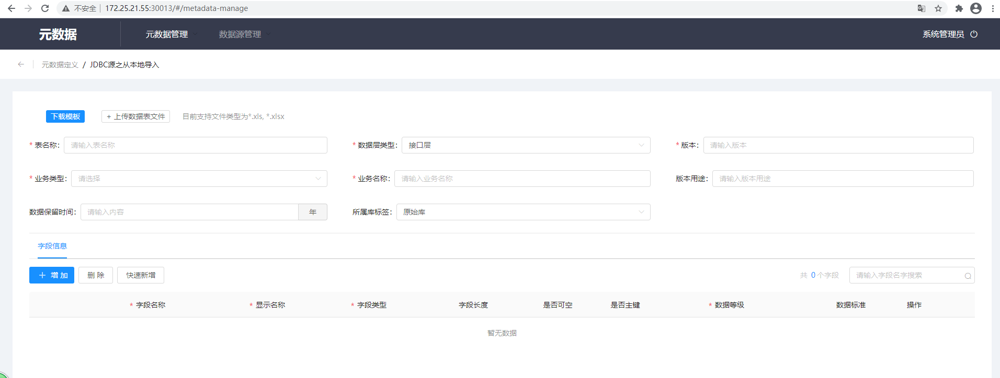 不安全 172.25.21.55:30013/#/metadata-manage
元数据 元数据管理 数据源管理 系统管理员
元数据定义 / JDBC源之从本地导入
下载模板 + 上传数据表文件 目前支持文件类型为*.xls, *.xlsx
* 表名称: 请输入表名称 * 数据层类型: 接口层 * 版本: 请输入版本
* 业务类型: 请选择 * 业务名称: 请输入业务名称 版本用途: 请输入版本用途
数据保留时间: 请输入内容 年 所属库标签: 原始库
字段信息
+ 增 加 删 除 快速新增 共 0 个字段 请输入字段名字搜索
* 字段名称 * 显示名称 * 字段类型 字段长度 是否可空 是否主键 * 数据等级 数据标准 操作
暂无数据